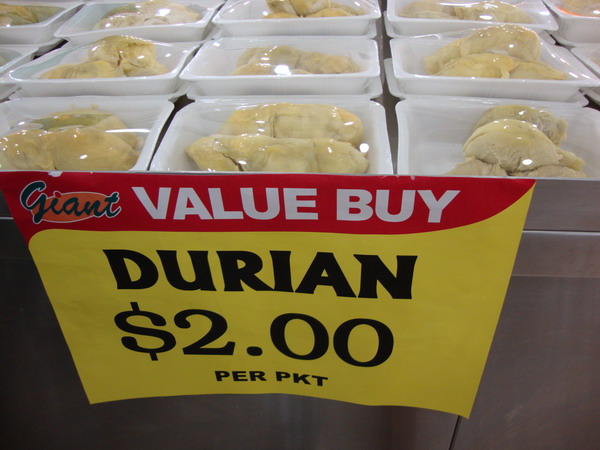 Giant VALUE BUY
DURIAN
$2.00
PER PKT